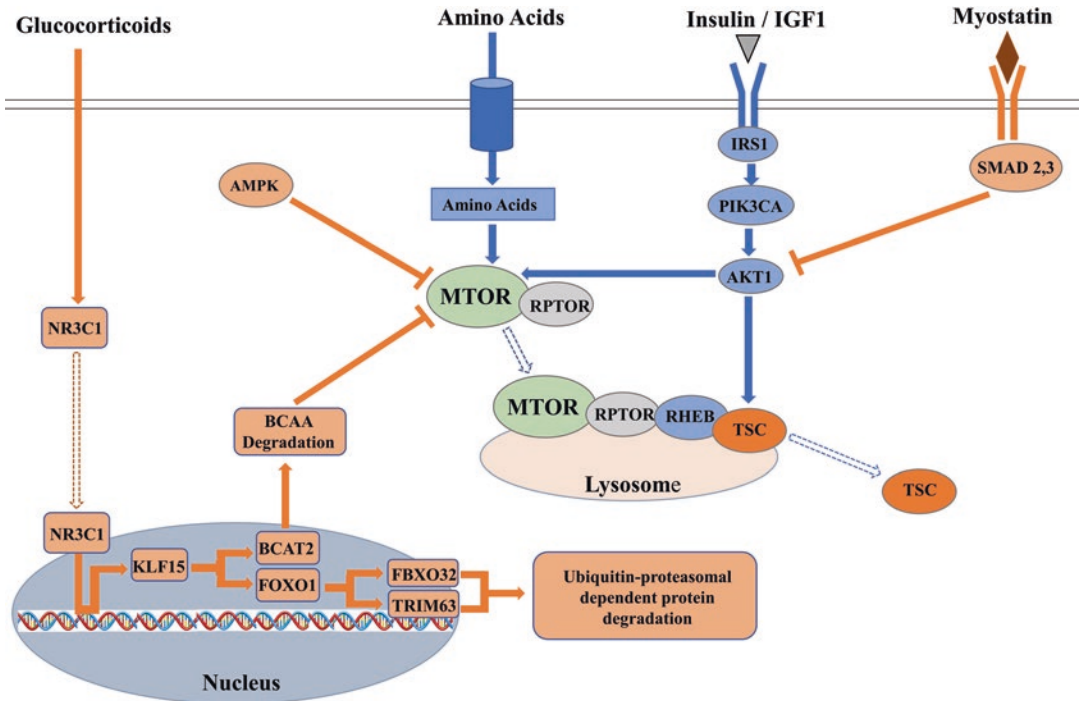 Glucocorticoids
Amino Acids
Insulin / IGF1
Myostatin
IRS1
SMAD 2,3
AMPK
Amino Acids
PIK3CA
AKT1
MTOR
RPTOR
NR3C1
MTOR
RPTOR
RHEB
TSC
BCAA
Degradation
Lysosome
TSC
NR3C1
KLF15
BCAT2
FOXO1
FBXO32
TRIM63
Ubiquitin-proteasomal
dependent protein
degradation
Nucleus